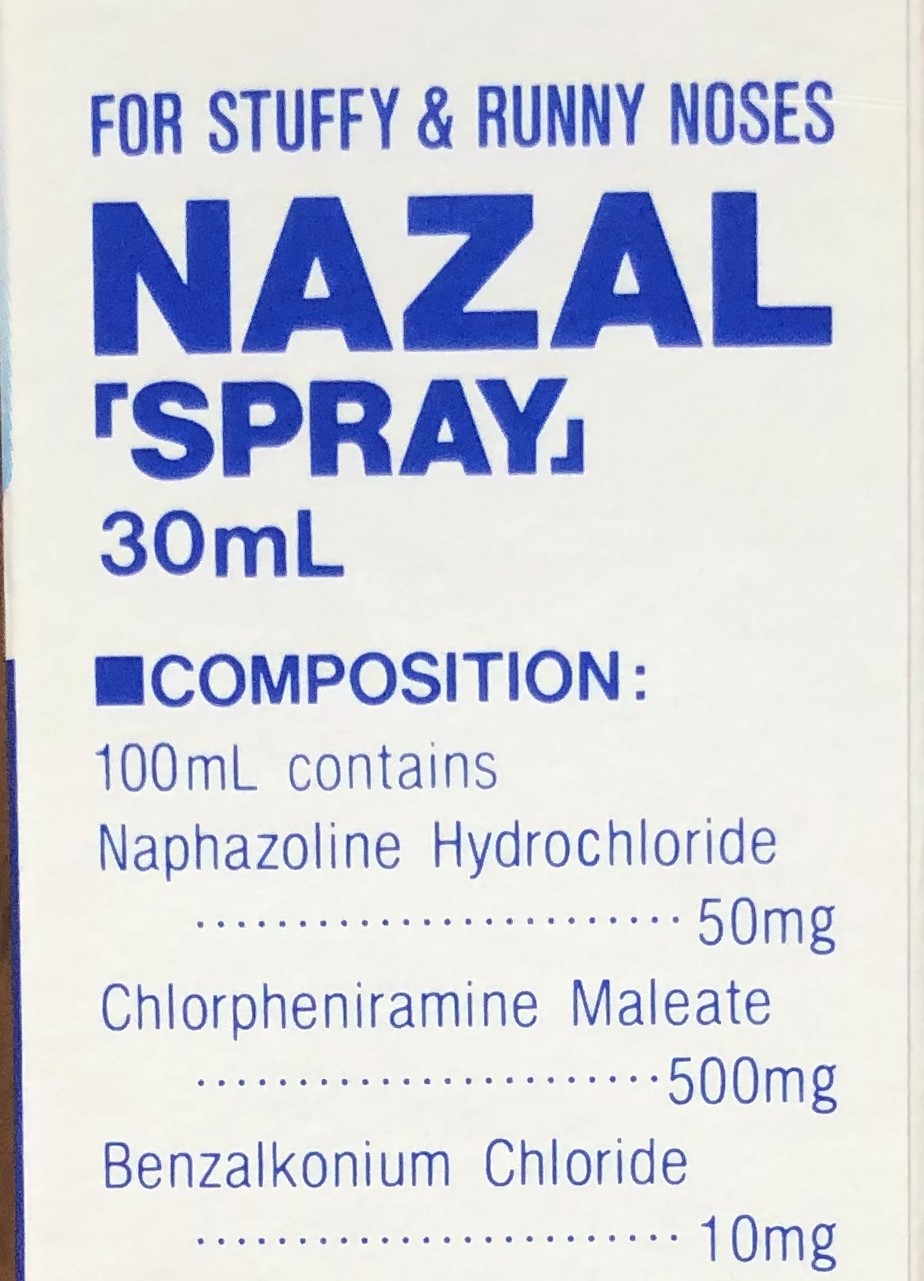 FOR STUFFY & RUNNY NOSES
NAZAL
「SPRAY」
30mL
■COMPOSITION:
100mL contains
Naphazoline Hydrochloride
························ 50mg
Chlorpheniramine Maleate
·······················500mg
Benzalkonium Chloride
························ 10mg